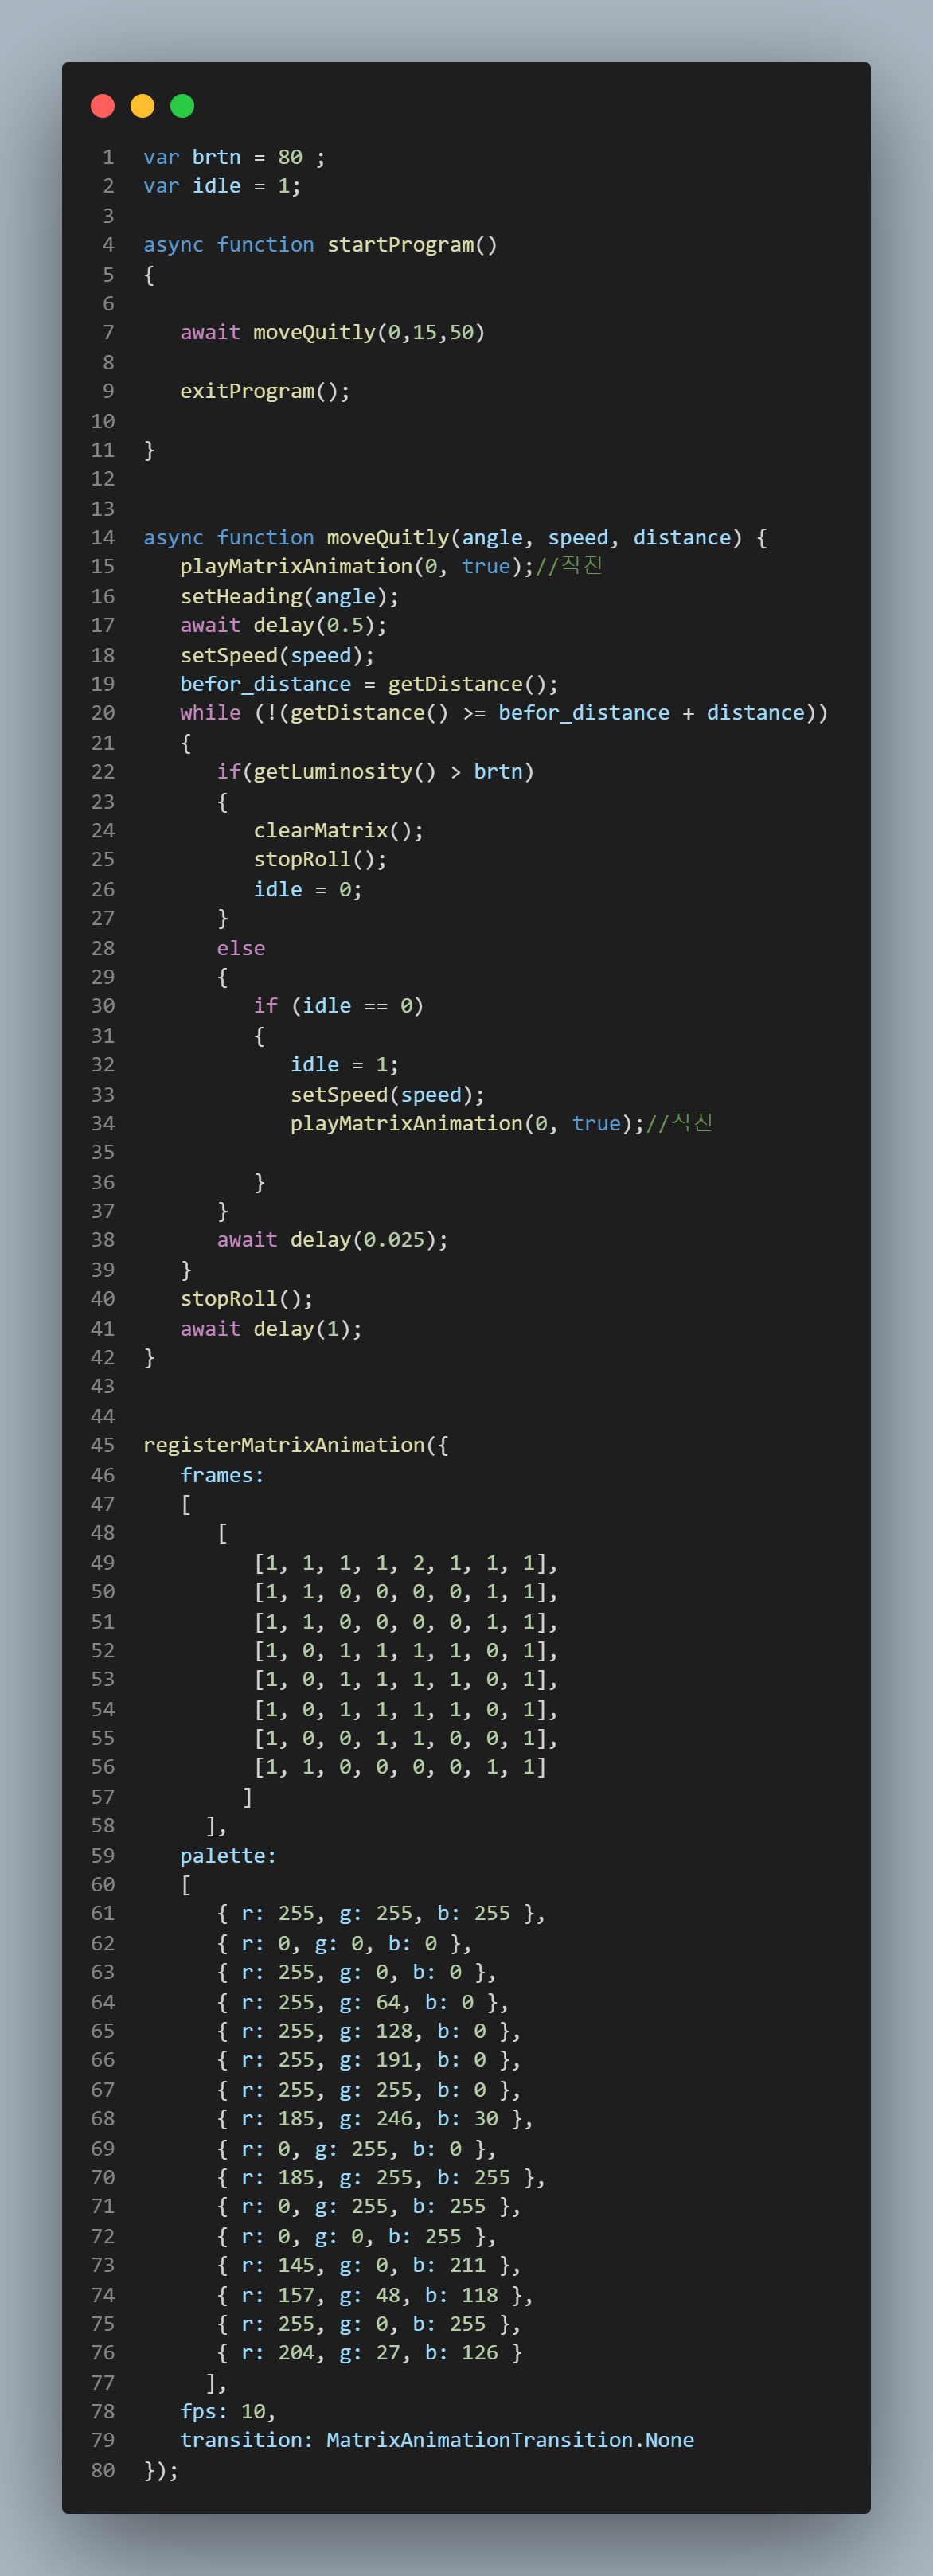 1 var brtn = 80 ;
2 var idle = 1;
3
4 async function startProgram()
5 {
6
7    await moveQuitly(0,15,50)
8
9    exitProgram();
10
11 }
12
13
14 async function moveQuitly(angle, speed, distance) {
15    playMatrixAnimation(0, true);//직진
16    setHeading(angle);
17    await delay(0.5);
18    setSpeed(speed);
19    befor_distance = getDistance();
20    while (!(getDistance() >= befor_distance + distance))
21    {
22       if(getLuminosity() > brtn)
23       {
24          clearMatrix();
25          stopRoll();
26          idle = 0;
27       }
28       else
29       {
30          if (idle == 0)
31          {
32             idle = 1;
33             setSpeed(speed);
34             playMatrixAnimation(0, true);//직진
35
36          }
37       }
38       await delay(0.025);
39    }
40    stopRoll();
41    await delay(1);
42 }
43
44
45 registerMatrixAnimation({
46    frames:
47    [
48       [
49          [1, 1, 1, 1, 2, 1, 1, 1],
50          [1, 1, 0, 0, 0, 0, 1, 1],
51          [1, 1, 0, 0, 0, 0, 1, 1],
52          [1, 0, 1, 1, 1, 1, 0, 1],
53          [1, 0, 1, 1, 1, 1, 0, 1],
54          [1, 0, 1, 1, 1, 1, 0, 1],
55          [1, 0, 0, 1, 1, 0, 0, 1],
56          [1, 1, 0, 0, 0, 0, 1, 1]
57         ]
58      ],
59    palette:
60    [
61       { r: 255, g: 255, b: 255 },
62       { r: 0, g: 0, b: 0 },
63       { r: 255, g: 0, b: 0 },
64       { r: 255, g: 64, b: 0 },
65       { r: 255, g: 128, b: 0 },
66       { r: 255, g: 191, b: 0 },
67       { r: 255, g: 255, b: 0 },
68       { r: 185, g: 246, b: 30 },
69       { r: 0, g: 255, b: 0 },
70       { r: 185, g: 255, b: 255 },
71       { r: 0, g: 255, b: 255 },
72       { r: 0, g: 0, b: 255 },
73       { r: 145, g: 0, b: 211 },
74       { r: 157, g: 48, b: 118 },
75       { r: 255, g: 0, b: 255 },
76       { r: 204, g: 27, b: 126 }
77      ],
78    fps: 10,
79    transition: MatrixAnimationTransition.None
80 });